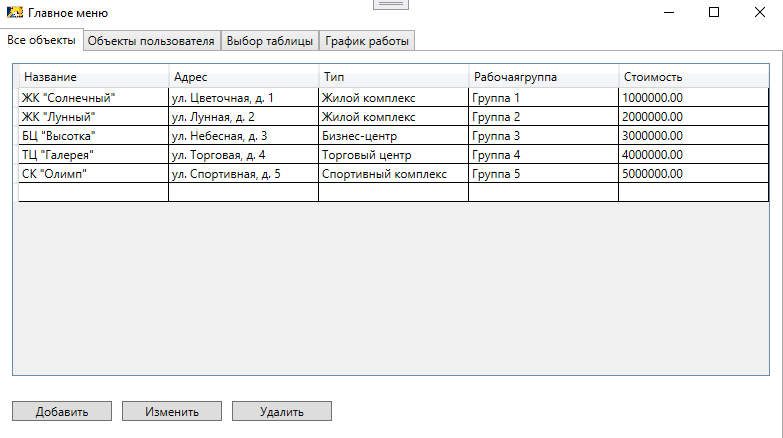 Главное меню
Все объекты Объекты пользователя Выбор таблицы График работы
Название Адрес Тип Рабочаягруппа Стоимость
ЖК "Солнечный" ул. Цветочная, д. 1 Жилой комплекс Группа 1 1000000.00
ЖК "Лунный" ул. Лунная, д. 2 Жилой комплекс Группа 2 2000000.00
БЦ "Высотка" ул. Небесная, д. 3 Бизнес-центр Группа 3 3000000.00
ТЦ "Галерея" ул. Торговая, д. 4 Торговый центр Группа 4 4000000.00
СК "Олимп" ул. Спортивная, д. 5 Спортивный комплекс Группа 5 5000000.00
Добавить Изменить Удалить